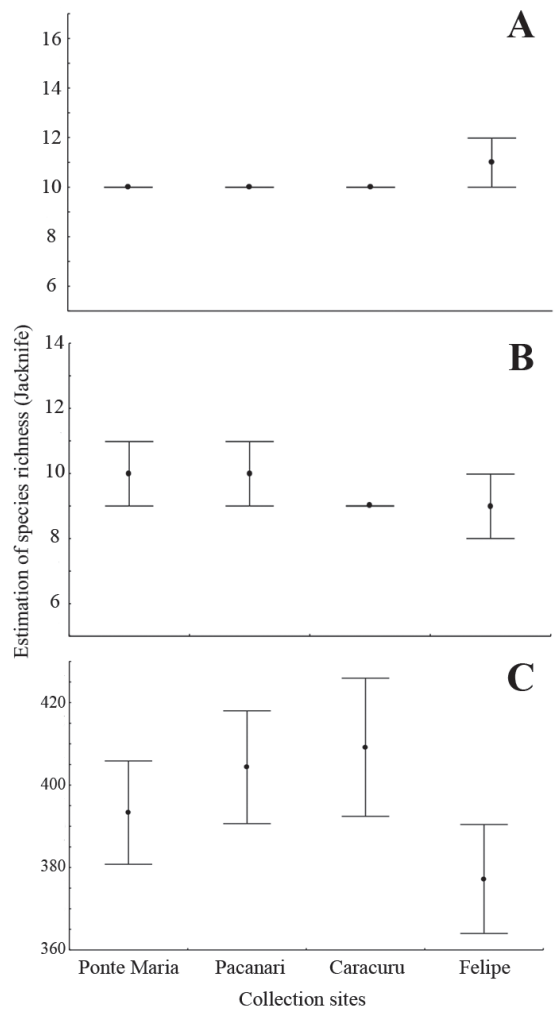 A
16
14
12
10
8
6
B
14
12
10
8
6
C
420
400
380
360
Estimation of species richness (Jacknife)
Ponte Maria Pacanari Caracuru Felipe
Collection sites